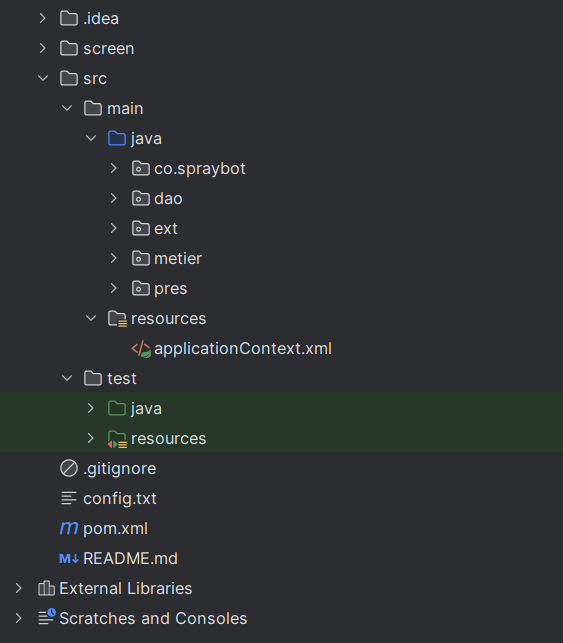 .idea
screen
src
main
java
co.spraybot
dao
ext
metier
pres
resources
applicationContext.xml
test
java
resources
.gitignore
config.txt
m pom.xml
M↓ README.md
External Libraries
Scratches and Consoles